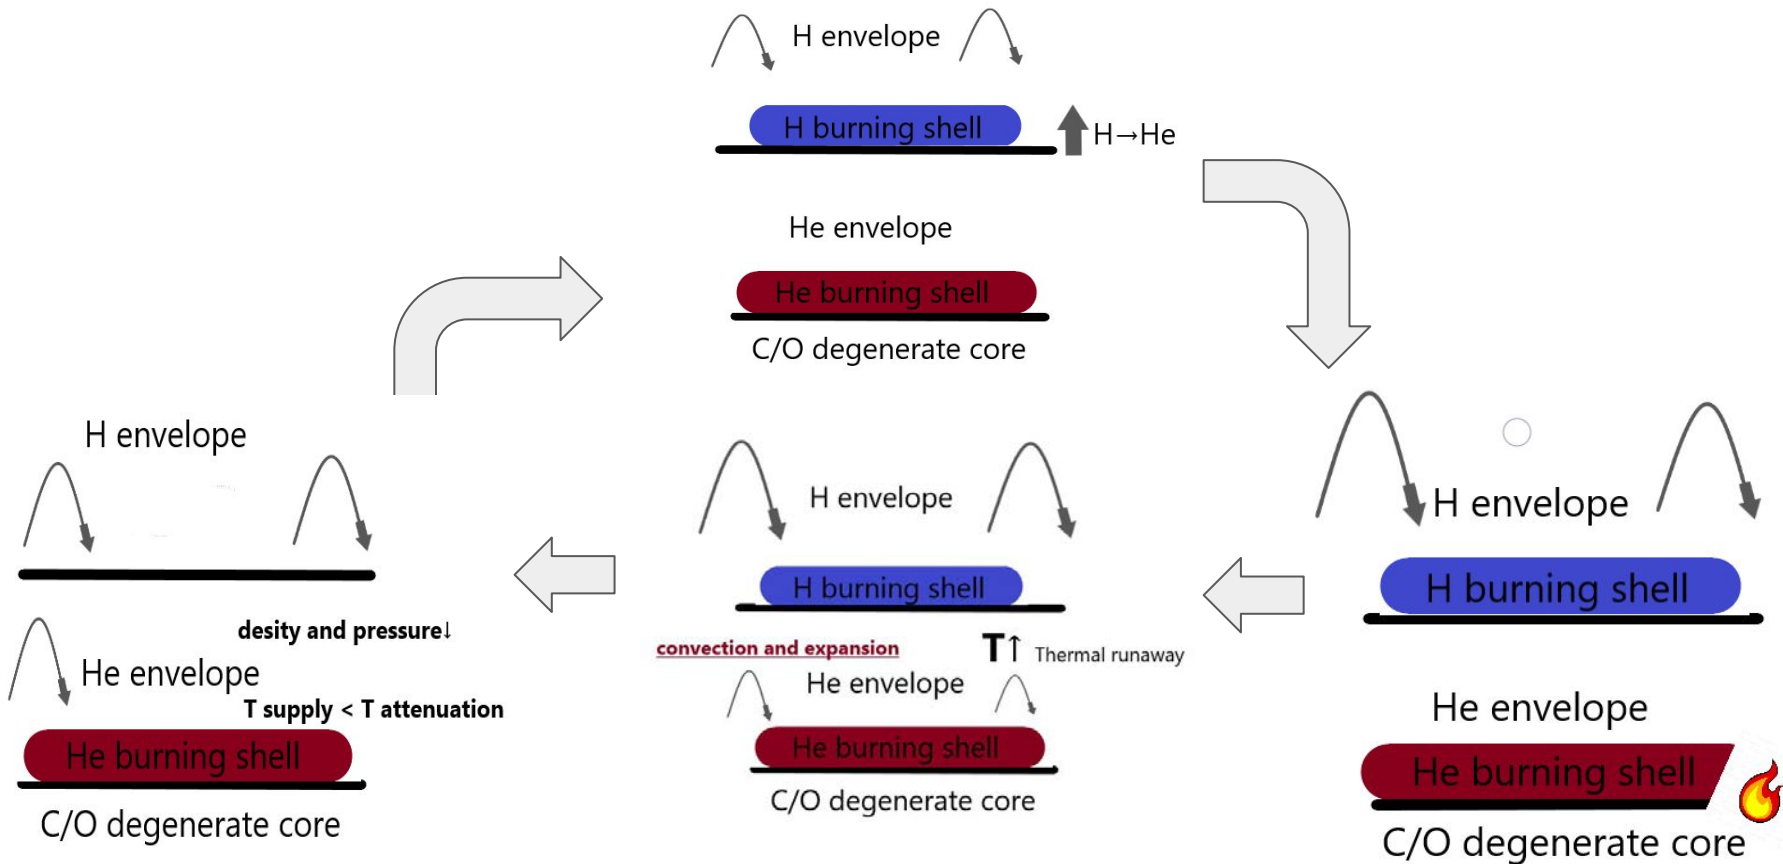 H envelope
H burning shell
H→He
He envelope
He burning shell
C/O degenerate core
H envelope
H burning shell
He envelope
He burning shell
C/O degenerate core
H envelope
H burning shell
convection and expansion
T↑ Thermal runaway
He envelope
He burning shell
C/O degenerate core
H envelope
desity and pressure↓
He envelope
T supply < T attenuation
He burning shell
C/O degenerate core